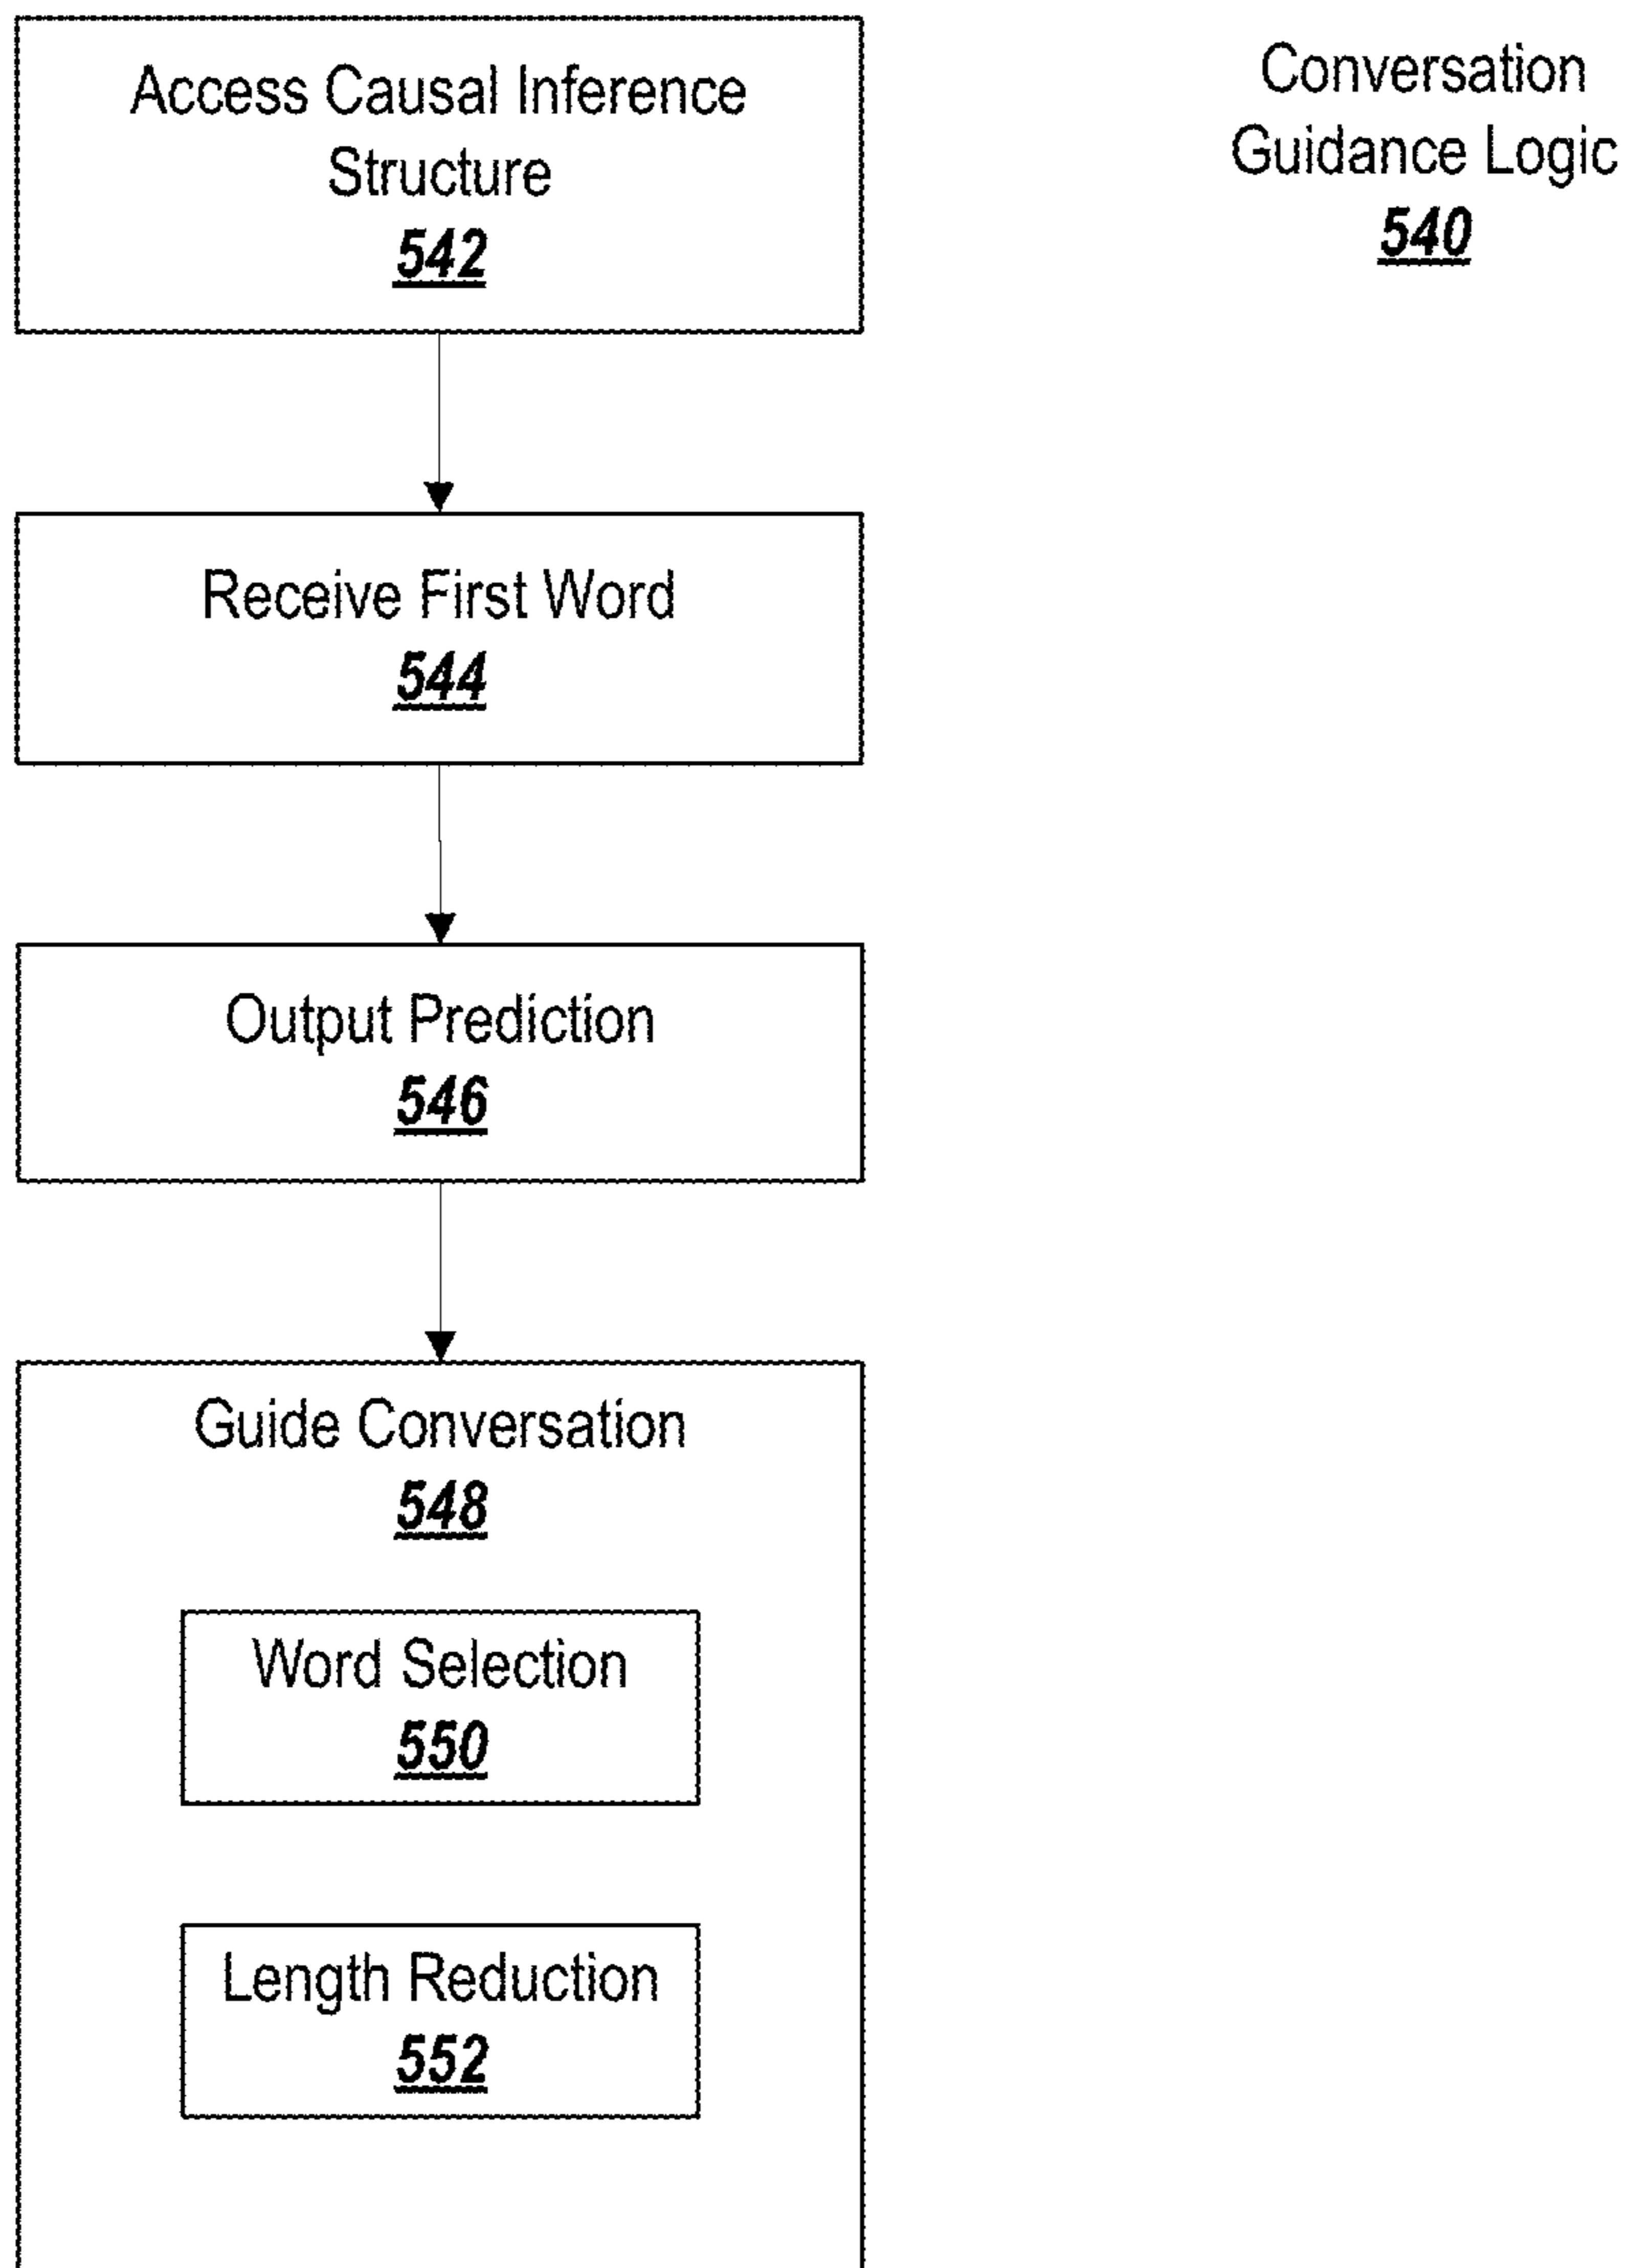 Access Causal Inference
Structure
542
Conversation
Guidance Logic
540
Receive First Word
544
Output Prediction
546
Guide Conversation
548
Word Selection
550
Length Reduction
552